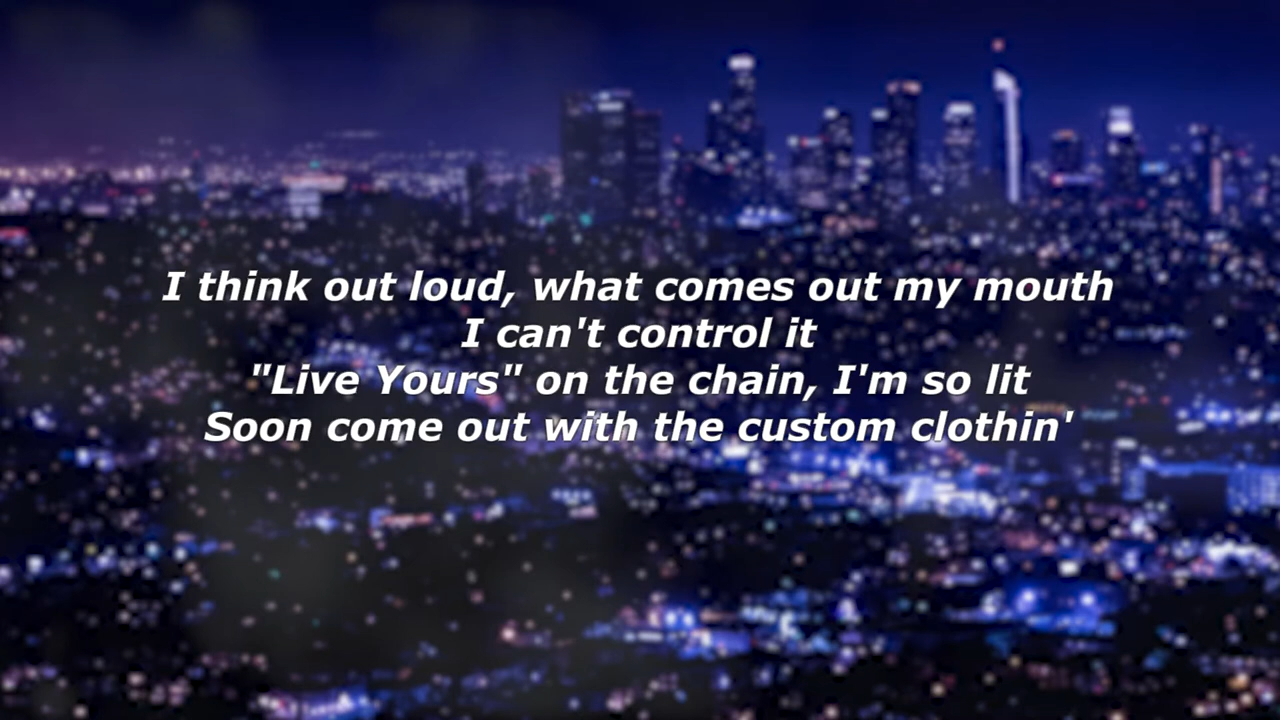 I think out loud, what comes out my mouth
I can't control it
"Live Yours" on the chain, I'm so lit
Soon come out with the custom clothin'